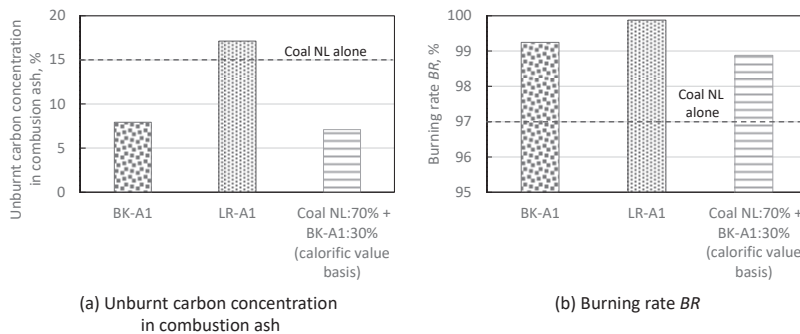 Unburnt carbon concentration
in combustion ash, %
20
15
10
5
0
Coal NL alone
BK-A1
LR-A1
Coal NL:70% +
BK-A1:30%
(calorific value
basis)
(a) Unburnt carbon concentration
in combustion ash
Burning rate BR, %
100
99
98
97
96
95
Coal NL
alone
BK-A1
LR-A1
Coal NL:70% +
BK-A1:30%
(calorific value
basis)
(b) Burning rate BR